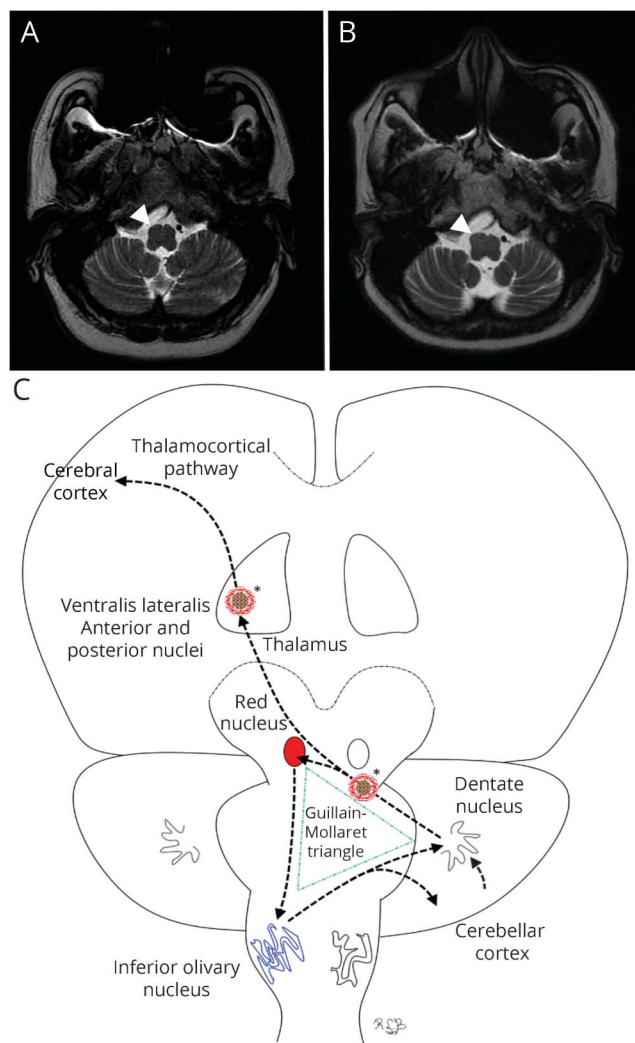 A
B
C
Thalamocortical
pathway
Cerebral
cortex
*
Ventralis lateralis
Anterior and
posterior nuclei
Thalamus
Red
nucleus
*
Dentate
nucleus
Guillain-
Mollaret
triangle
Cerebellar
cortex
Inferior olivary
nucleus